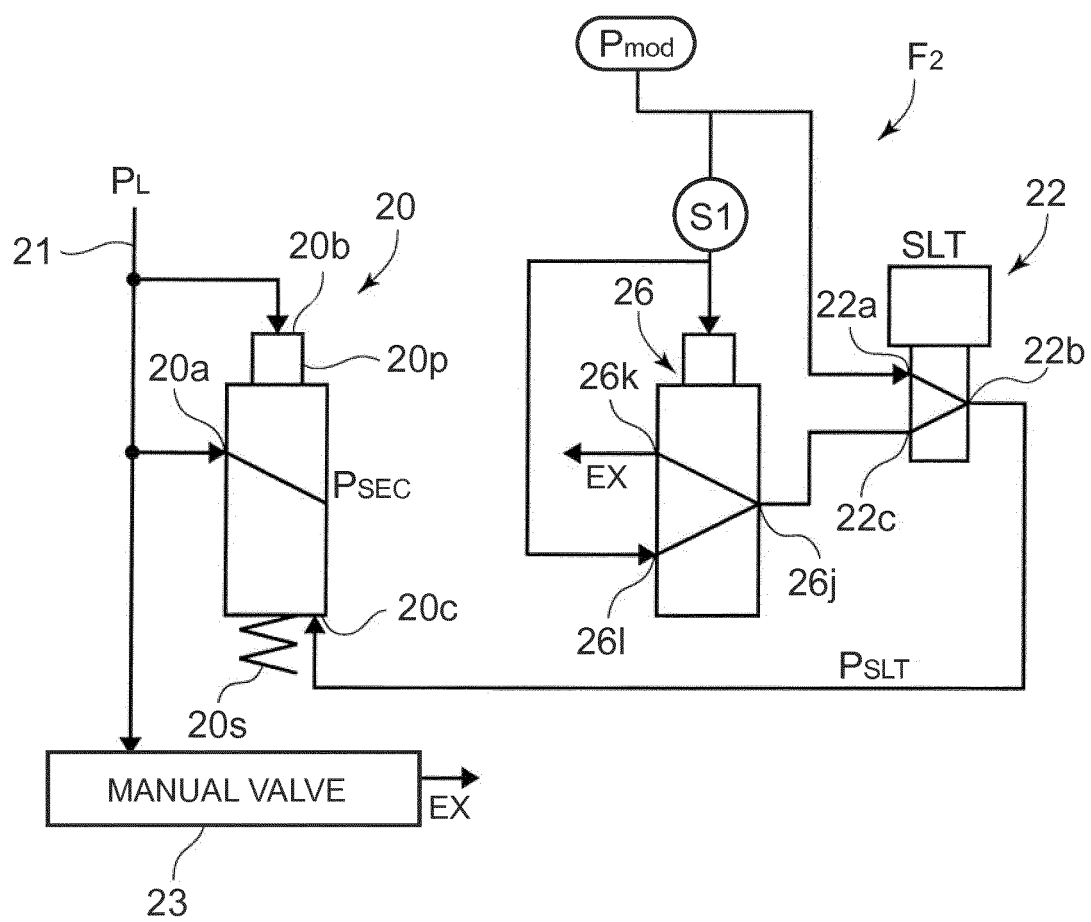 Pmod
F2
PL
21
20b
20
S1
SLT
22
26
22a
20a
20p
26k
22b
PSEC
EX
22c
20c
26l
26j
PSLT
20s
MANUAL VALVE
EX
23